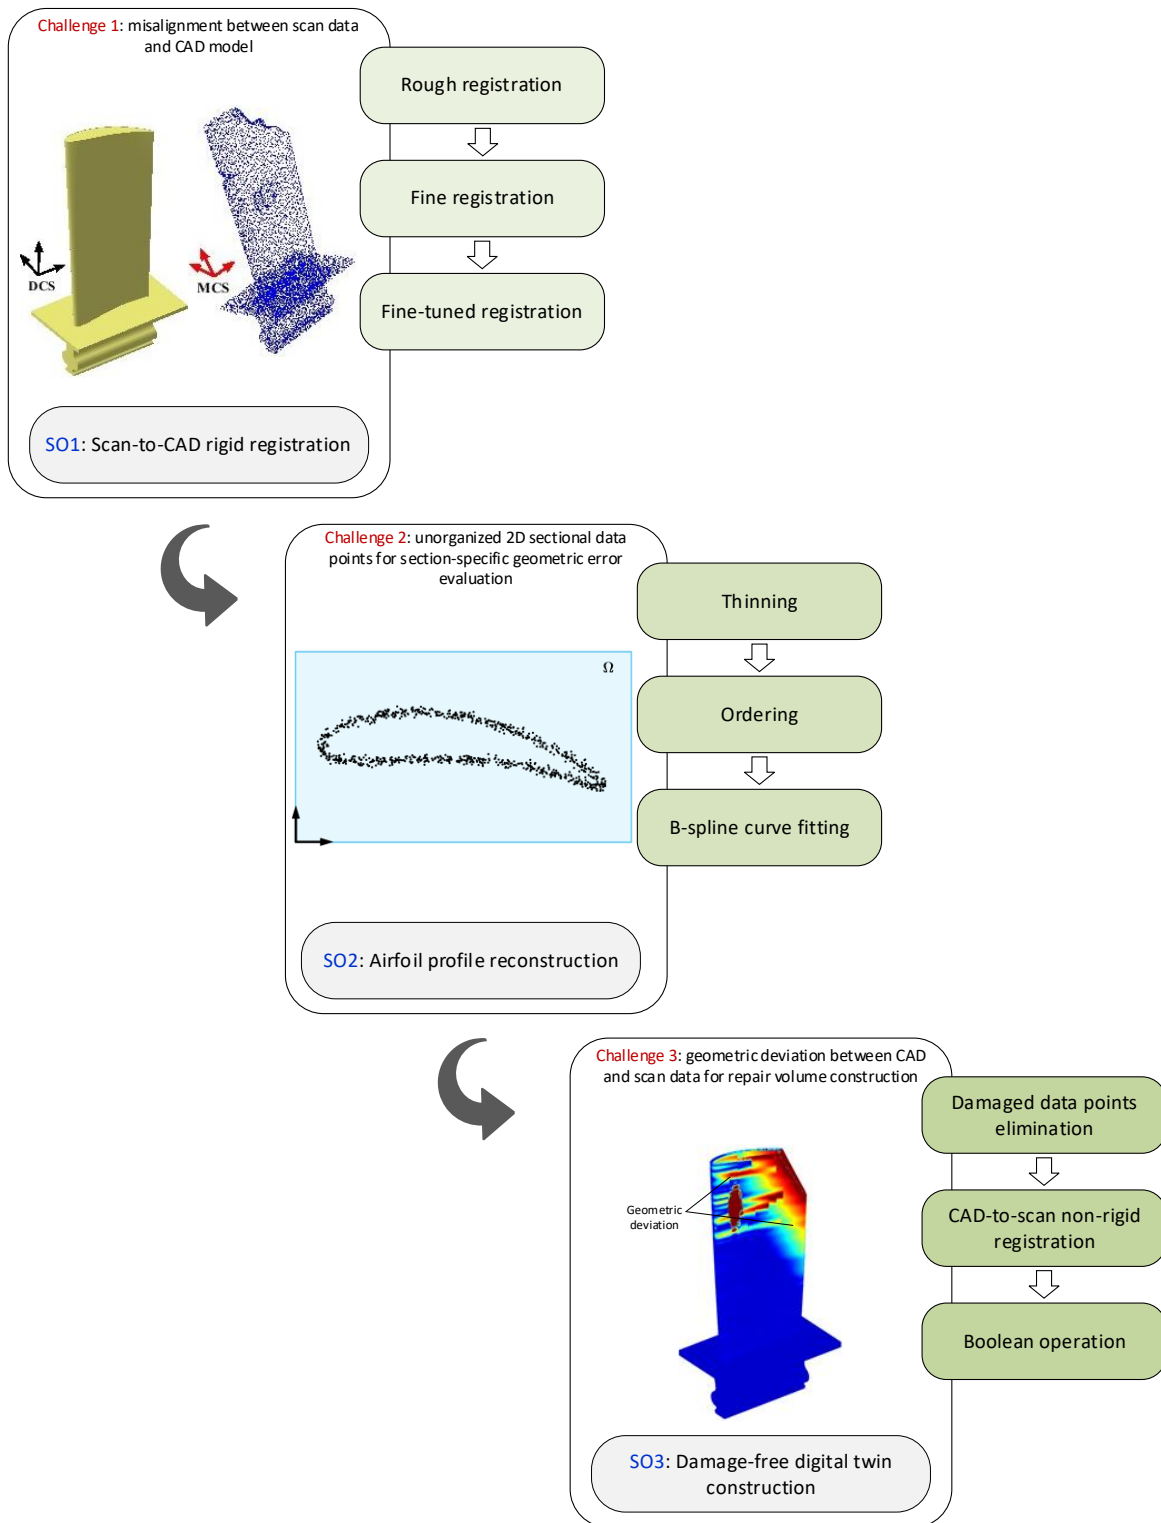 Challenge 1: misalignment between scan data
and CAD model
Rough registration
Fine registration
Fine-tuned registration
DCS
MCS
SO1: Scan-to-CAD rigid registration
Challenge 2: unorganized 2D sectional data
points for section-specific geometric error
evaluation
Thinning
Ordering
B-spline curve fitting
Ω
SO2: Airfoil profile reconstruction
Challenge 3: geometric deviation between CAD
and scan data for repair volume construction
Damaged data points
elimination
CAD-to-scan non-rigid
registration
Boolean operation
Geometric
deviation
SO3: Damage-free digital twin
construction